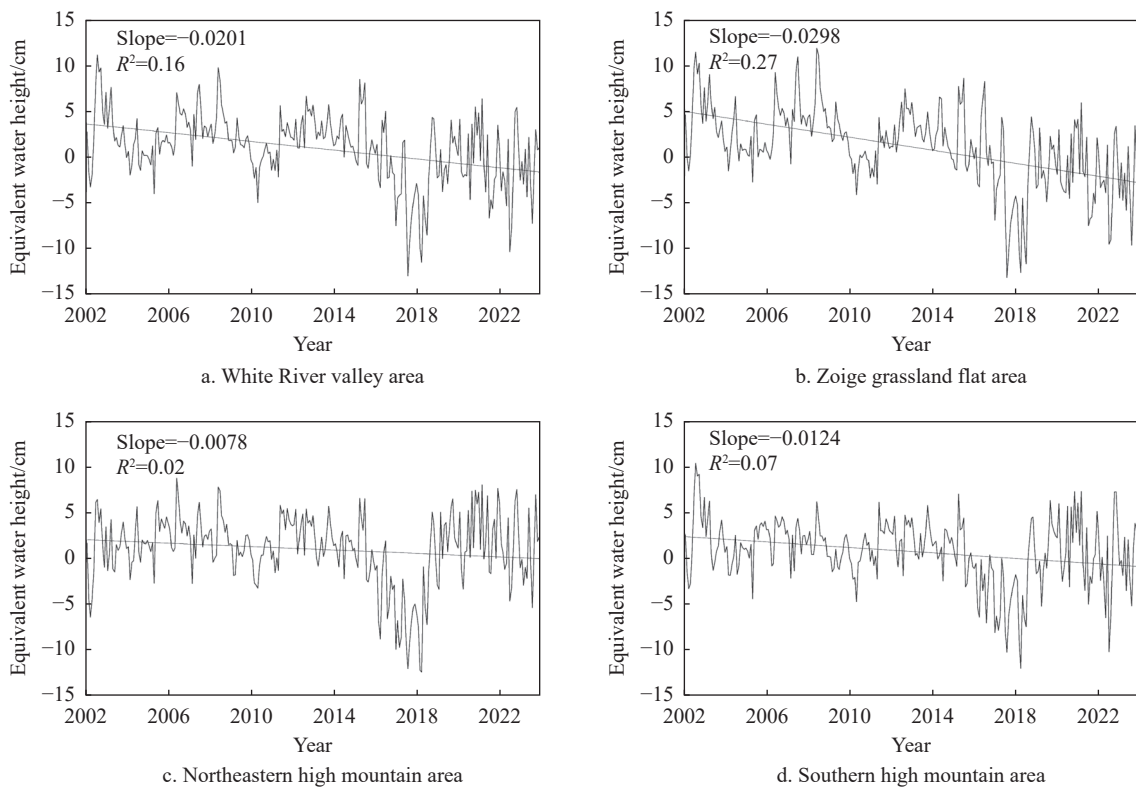 15
10
5
0
−5
−10
−15
Equivalent water height/cm
Slope=−0.0201
R²=0.16
2002 2006 2010 2014 2018 2022
Year
a. White River valley area
15
10
5
0
−5
−10
−15
Equivalent water height/cm
Slope=−0.0298
R²=0.27
2002 2006 2010 2014 2018 2022
Year
b. Zoige grassland flat area
15
10
5
0
−5
−10
−15
Equivalent water height/cm
Slope=−0.0078
R²=0.02
2002 2006 2010 2014 2018 2022
Year
c. Northeastern high mountain area
15
10
5
0
−5
−10
−15
Equivalent water height/cm
Slope=−0.0124
R²=0.07
2002 2006 2010 2014 2018 2022
Year
d. Southern high mountain area